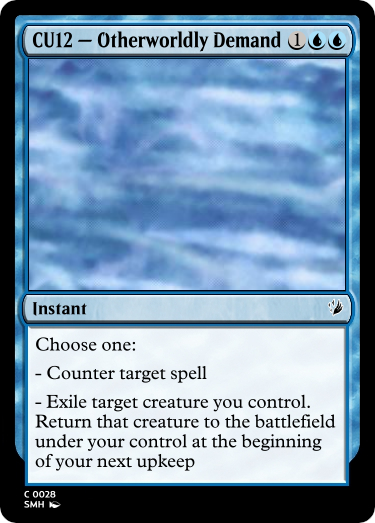 CU12 — Otherworldly Demand 1
Instant
Choose one:
- Counter target spell
- Exile target creature you control.
Return that creature to the battlefield
under your control at the beginning
of your next upkeep
C 0028
SMH